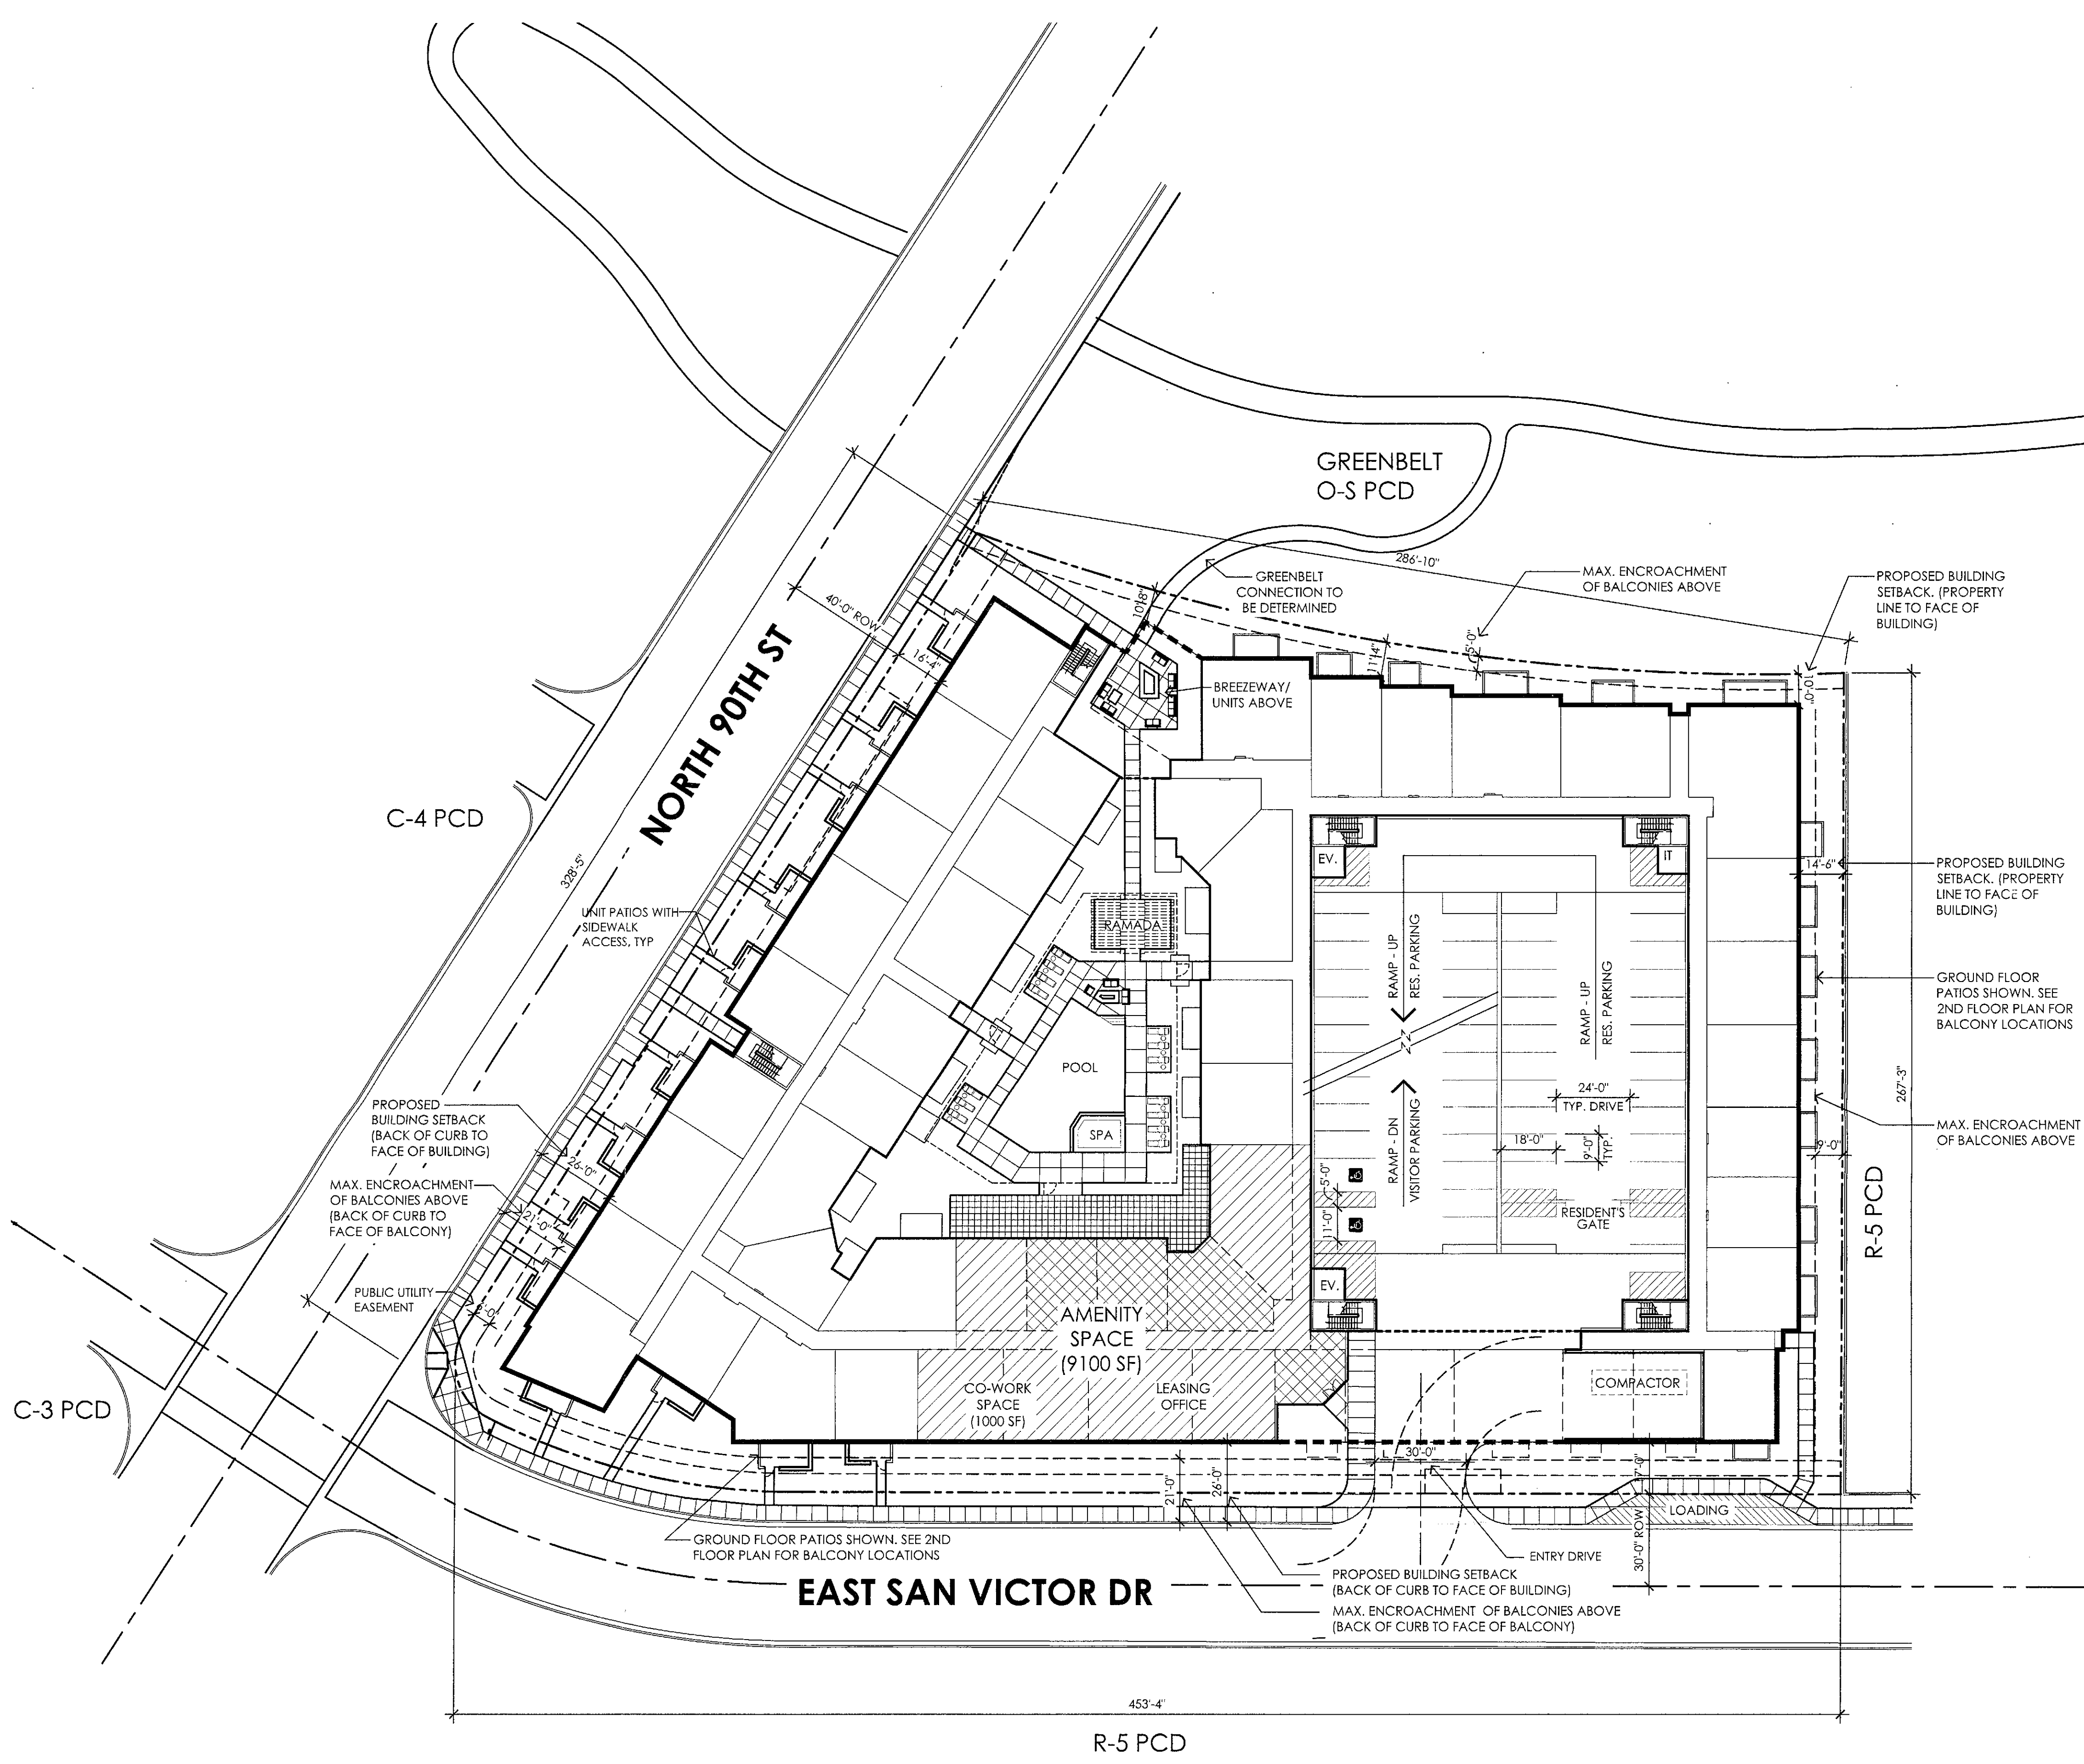 GREENBELT
O-S PCD
286'-10"
GREENBELT
CONNECTION TO
BE DETERMINED
MAX. ENCROACHMENT
OF BALCONIES ABOVE
PROPOSED BUILDING
SETBACK. (PROPERTY
LINE TO FACE OF
BUILDING)
40'-0" ROW
16'-4"
10'-0"
BREEZEWAY/
UNITS ABOVE
NORTH 90TH ST
C-4 PCD
328'-5"
UNIT PATIOS WITH
SIDEWALK
ACCESS, TYP
RAMADA
POOL
SPA
EV.
IT
RAMP - UP
RES. PARKING
RAMP - UP
RES. PARKING
RAMP - DN
VISITOR PARKING
24'-0"
TYP. DRIVE
18'-0"
9'-0"
TYP.
5'-0"
11'-0"
RESIDENT'S
GATE
EV.
14'-6"
PROPOSED BUILDING
SETBACK. (PROPERTY
LINE TO FACE OF
BUILDING)
GROUND FLOOR
PATIOS SHOWN. SEE
2ND FLOOR PLAN FOR
BALCONY LOCATIONS
267'-3"
MAX. ENCROACHMENT
OF BALCONIES ABOVE
9'-0"
R-5 PCD
PROPOSED
BUILDING SETBACK
(BACK OF CURB TO
FACE OF BUILDING)
26'-0"
MAX. ENCROACHMENT
OF BALCONIES ABOVE
(BACK OF CURB TO
FACE OF BALCONY)
21'-0"
PUBLIC UTILITY
EASEMENT
AMENITY
SPACE
(9100 SF)
CO-WORK
SPACE
(1000 SF)
LEASING
OFFICE
COMPACTOR
C-3 PCD
30'-0"
21'-0"
26'-0"
LOADING
30'-0" ROW
GROUND FLOOR PATIOS SHOWN. SEE 2ND
FLOOR PLAN FOR BALCONY LOCATIONS
ENTRY DRIVE
EAST SAN VICTOR DR
PROPOSED BUILDING SETBACK
(BACK OF CURB TO FACE OF BUILDING)
MAX. ENCROACHMENT OF BALCONIES ABOVE
(BACK OF CURB TO FACE OF BALCONY)
453'-4"
R-5 PCD